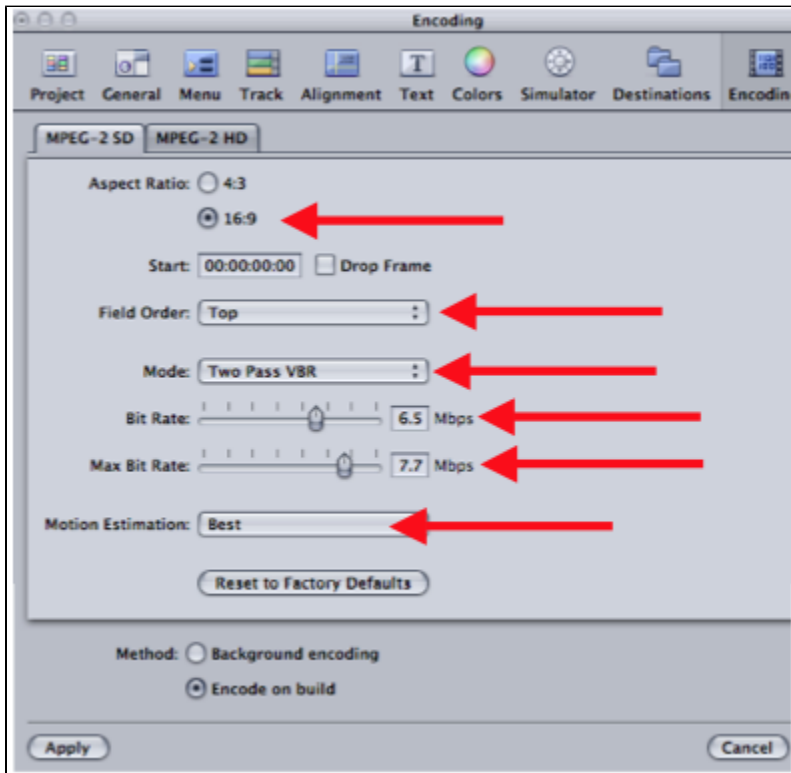 Encoding
Project General Menu Track Alignment Text Colors Simulator Destinations Encodin
MPEG-2 SD MPEG-2 HD
Aspect Ratio: 4:3
16:9
Start: 00:00:00:00 Drop Frame
Field Order: Top
Mode: Two Pass VBR
Bit Rate: 6.5 Mbps
Max Bit Rate: 7.7 Mbps
Motion Estimation: Best
Reset to Factory Defaults
Method: Background encoding
Encode on build
Apply Cancel